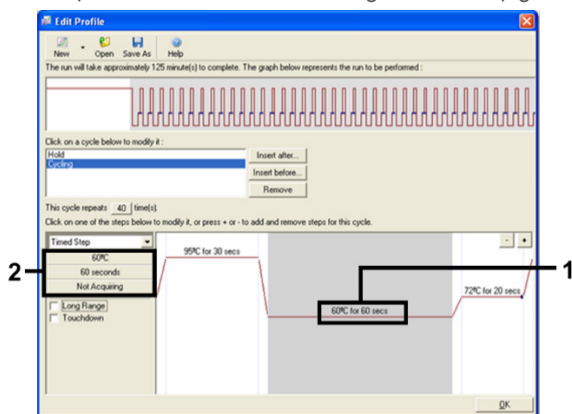 Edit Profile
New Open Save As Help
The run will take approximately 125 minute(s) to complete. The graph below represents the run to be performed :
Click on a cycle below to modify it :
Hold
Cycling
Insert after...
Insert before...
Remove
This cycle repeats 40 time(s).
Click on one of the steps below to modify it, or press + or - to add and remove steps for this cycle.
Timed Step
- +
60ºC
60 seconds
Not Acquiring
Long Range
Touchdown
95ºC for 30 secs
60ºC for 60 secs
72ºC for 20 secs
2
1
OK